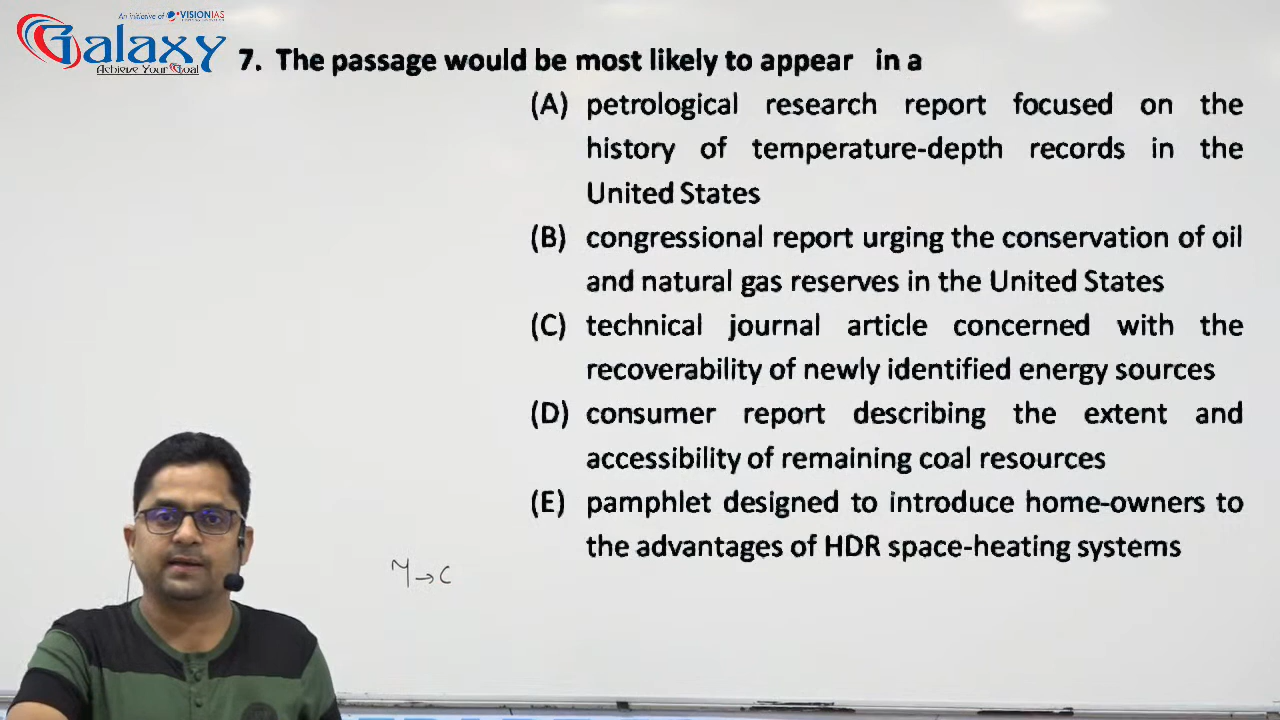 An initiative of VISIONIAS
Galaxy
Achieve Your Goal
7. The passage would be most likely to appear in a
(A) petrological research report focused on the
history of temperature-depth records in the
United States
(B) congressional report urging the conservation of oil
and natural gas reserves in the United States
(C) technical journal article concerned with the
recoverability of newly identified energy sources
(D) consumer report describing the extent and
accessibility of remaining coal resources
(E) pamphlet designed to introduce home-owners to
the advantages of HDR space-heating systems
M→C